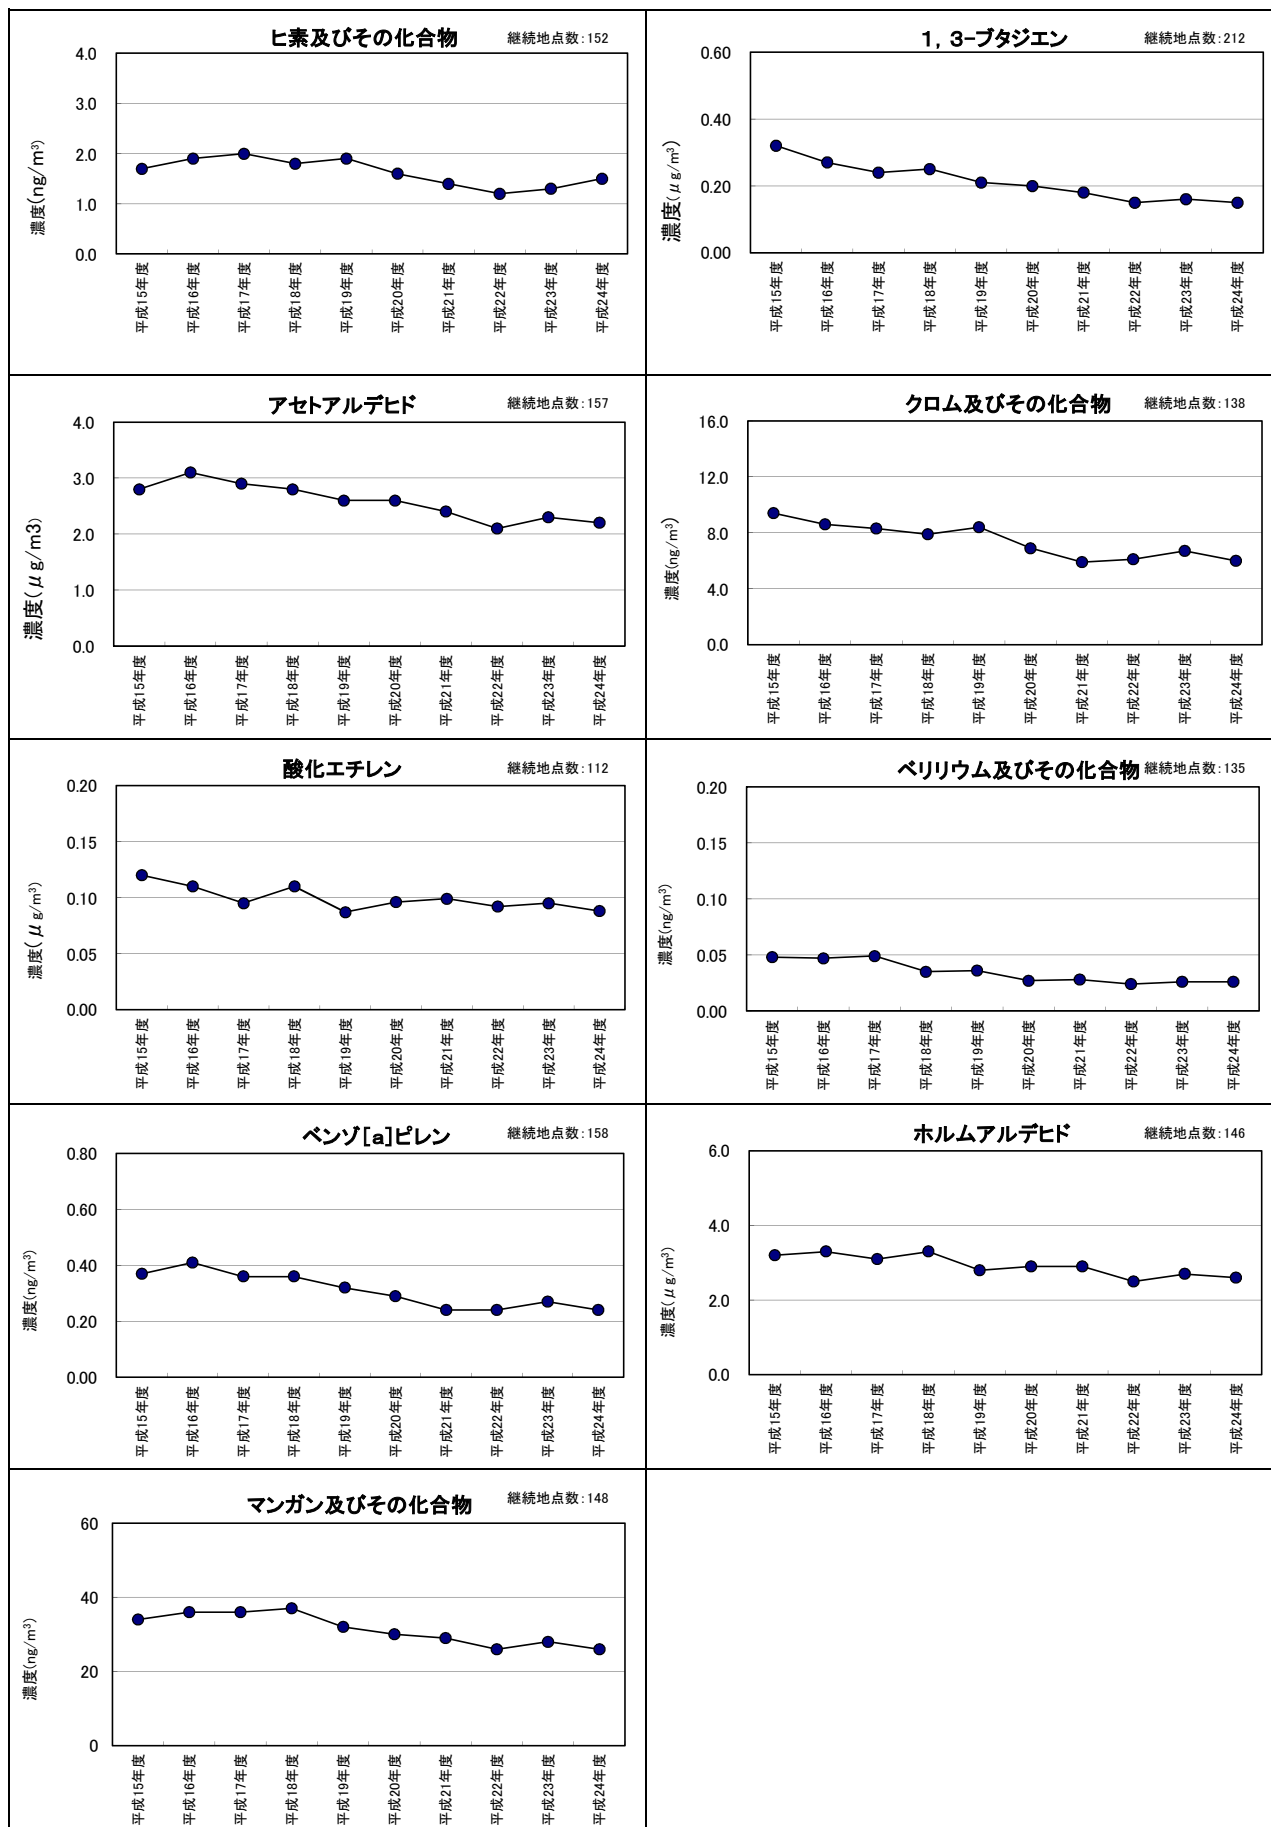 ヒ素及びその化合物 継続地点数:152
4.0
3.0
2.0
1.0
0.0
濃度(ng/m³)
平成15年度
平成16年度
平成17年度
平成18年度
平成19年度
平成20年度
平成21年度
平成22年度
平成23年度
平成24年度
1,3-ブタジエン 継続地点数:212
0.60
0.40
0.20
0.00
濃度(μg/m³)
平成15年度
平成16年度
平成17年度
平成18年度
平成19年度
平成20年度
平成21年度
平成22年度
平成23年度
平成24年度
アセトアルデヒド 継続地点数:157
4.0
3.0
2.0
1.0
0.0
濃度(μg/m3)
平成15年度
平成16年度
平成17年度
平成18年度
平成19年度
平成20年度
平成21年度
平成22年度
平成23年度
平成24年度
クロム及びその化合物 継続地点数:138
16.0
12.0
8.0
4.0
0.0
濃度(ng/m³)
平成15年度
平成16年度
平成17年度
平成18年度
平成19年度
平成20年度
平成21年度
平成22年度
平成23年度
平成24年度
酸化エチレン 継続地点数:112
0.20
0.15
0.10
0.05
0.00
濃度(μg/m³)
平成15年度
平成16年度
平成17年度
平成18年度
平成19年度
平成20年度
平成21年度
平成22年度
平成23年度
平成24年度
ベリリウム及びその化合物 継続地点数:135
0.20
0.15
0.10
0.05
0.00
濃度(ng/m³)
平成15年度
平成16年度
平成17年度
平成18年度
平成19年度
平成20年度
平成21年度
平成22年度
平成23年度
平成24年度
ベンゾ[a]ピレン 継続地点数:158
0.80
0.60
0.40
0.20
0.00
濃度(ng/m³)
平成15年度
平成16年度
平成17年度
平成18年度
平成19年度
平成20年度
平成21年度
平成22年度
平成23年度
平成24年度
ホルムアルデヒド 継続地点数:146
6.0
4.0
2.0
0.0
濃度(μg/m³)
平成15年度
平成16年度
平成17年度
平成18年度
平成19年度
平成20年度
平成21年度
平成22年度
平成23年度
平成24年度
マンガン及びその化合物 継続地点数:148
60
40
20
0
濃度(ng/m³)
平成15年度
平成16年度
平成17年度
平成18年度
平成19年度
平成20年度
平成21年度
平成22年度
平成23年度
平成24年度